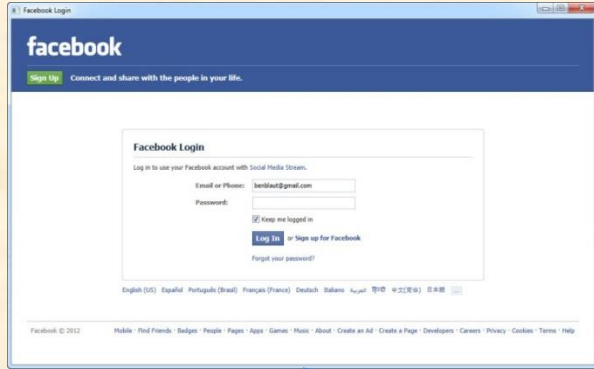 Facebook Login
facebook
Sign Up Connect and share with the people in your life.
Facebook Login
Log in to use your Facebook account with Social Media Stream.
Email or Phone: benblaut@gmail.com
Password:
Keep me logged in
Log In or Sign up for Facebook
Forgot your password?
English (US) Español Português (Brasil) Français (France) Deutsch Italiano العربية हिन्दी 中文(简体) 日本語 ...
Facebook © 2012 Mobile · Find Friends · Badges · People · Pages · Apps · Games · Music · About · Create an Ad · Create a Page · Developers · Careers · Privacy · Cookies · Terms · Help